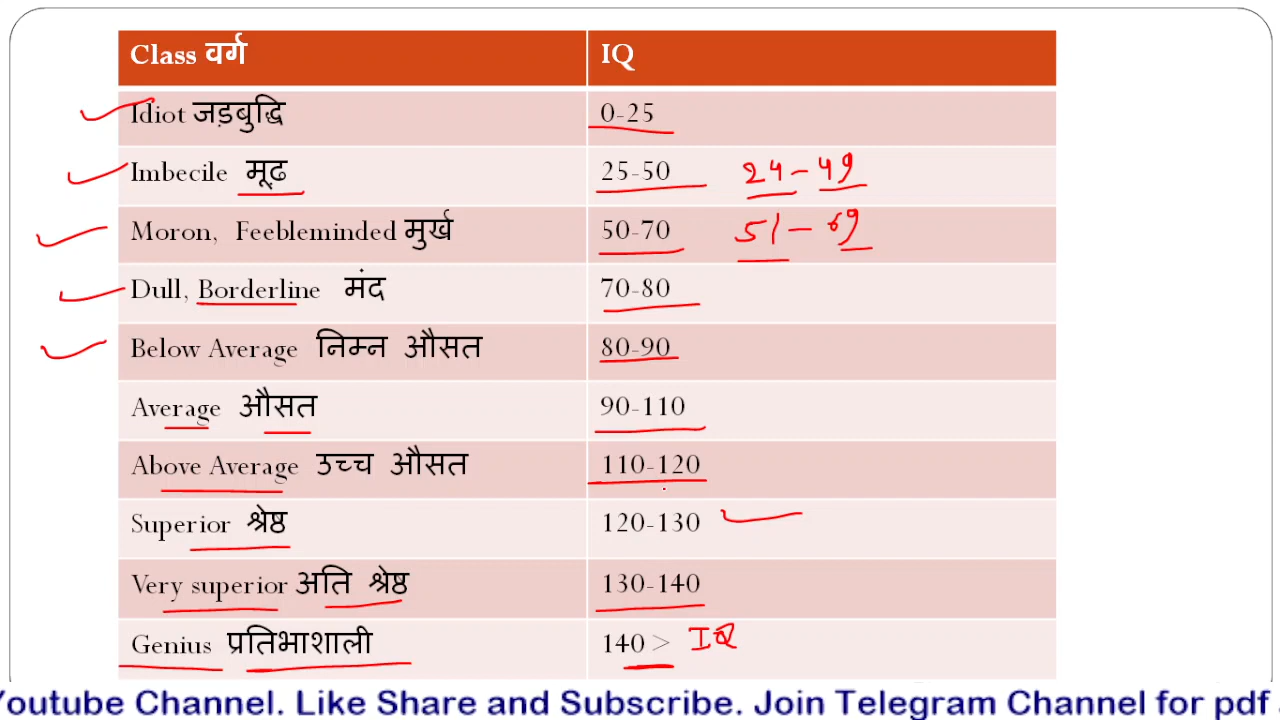 Class वर्ग IQ
Idiot जड़बुद्धि 0-25
Imbecile मूढ 25-50 24-49
Moron, Feebleminded मुर्ख 50-70 51-69
Dull, Borderline मंद 70-80
Below Average निम्न औसत 80-90
Average औसत 90-110
Above Average उच्च औसत 110-120
Superior श्रेष्ठ 120-130
Very superior अति श्रेष्ठ 130-140
Genius प्रतिभाशाली 140 > IQ
Youtube Channel. Like Share and Subscribe. Join Telegram Channel for pdf